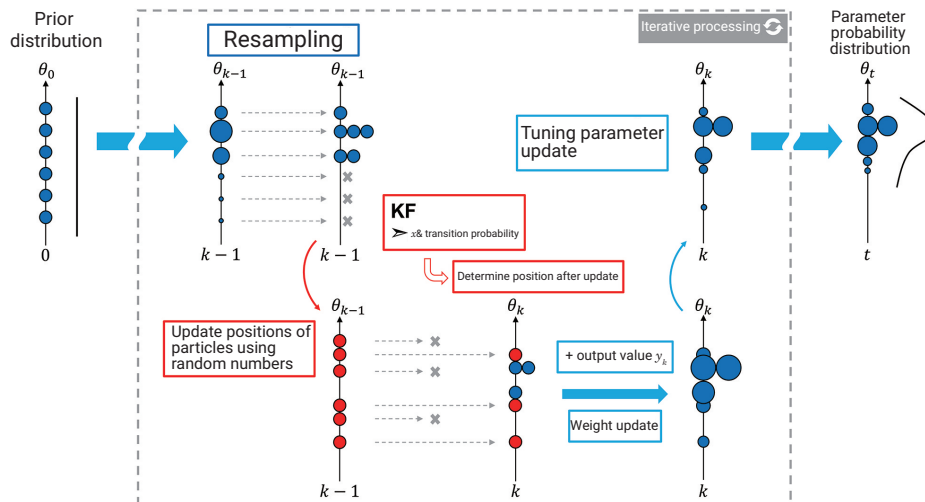 Prior
distribution
θ₀
0
Resampling
θₖ₋₁
k − 1
θₖ₋₁
k − 1
KF
➢ x& transition probability
Determine position after update
Update positions of
particles using
random numbers
θₖ₋₁
k − 1
θₖ
k
+ output value yₖ
Weight update
θₖ
k
Tuning parameter
update
θₖ
k
Iterative processing
Parameter
probability
distribution
θₜ
t